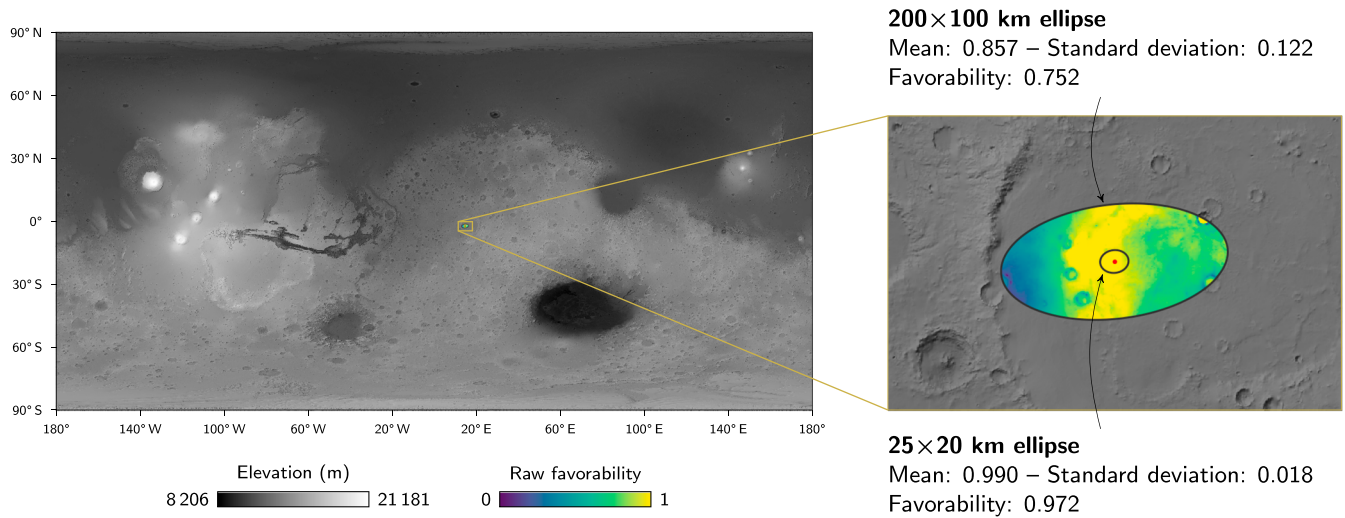 200×100 km ellipse
Mean: 0.857 – Standard deviation: 0.122
Favorability: 0.752
90° N
60° N
30° N
0°
30° S
60° S
90° S
180° 140° W 100° W 60° W 20° W 20° E 60° E 100° E 140° E 180°
25×20 km ellipse
Mean: 0.990 – Standard deviation: 0.018
Favorability: 0.972
Elevation (m)
8 206 21 181
Raw favorability
0 1